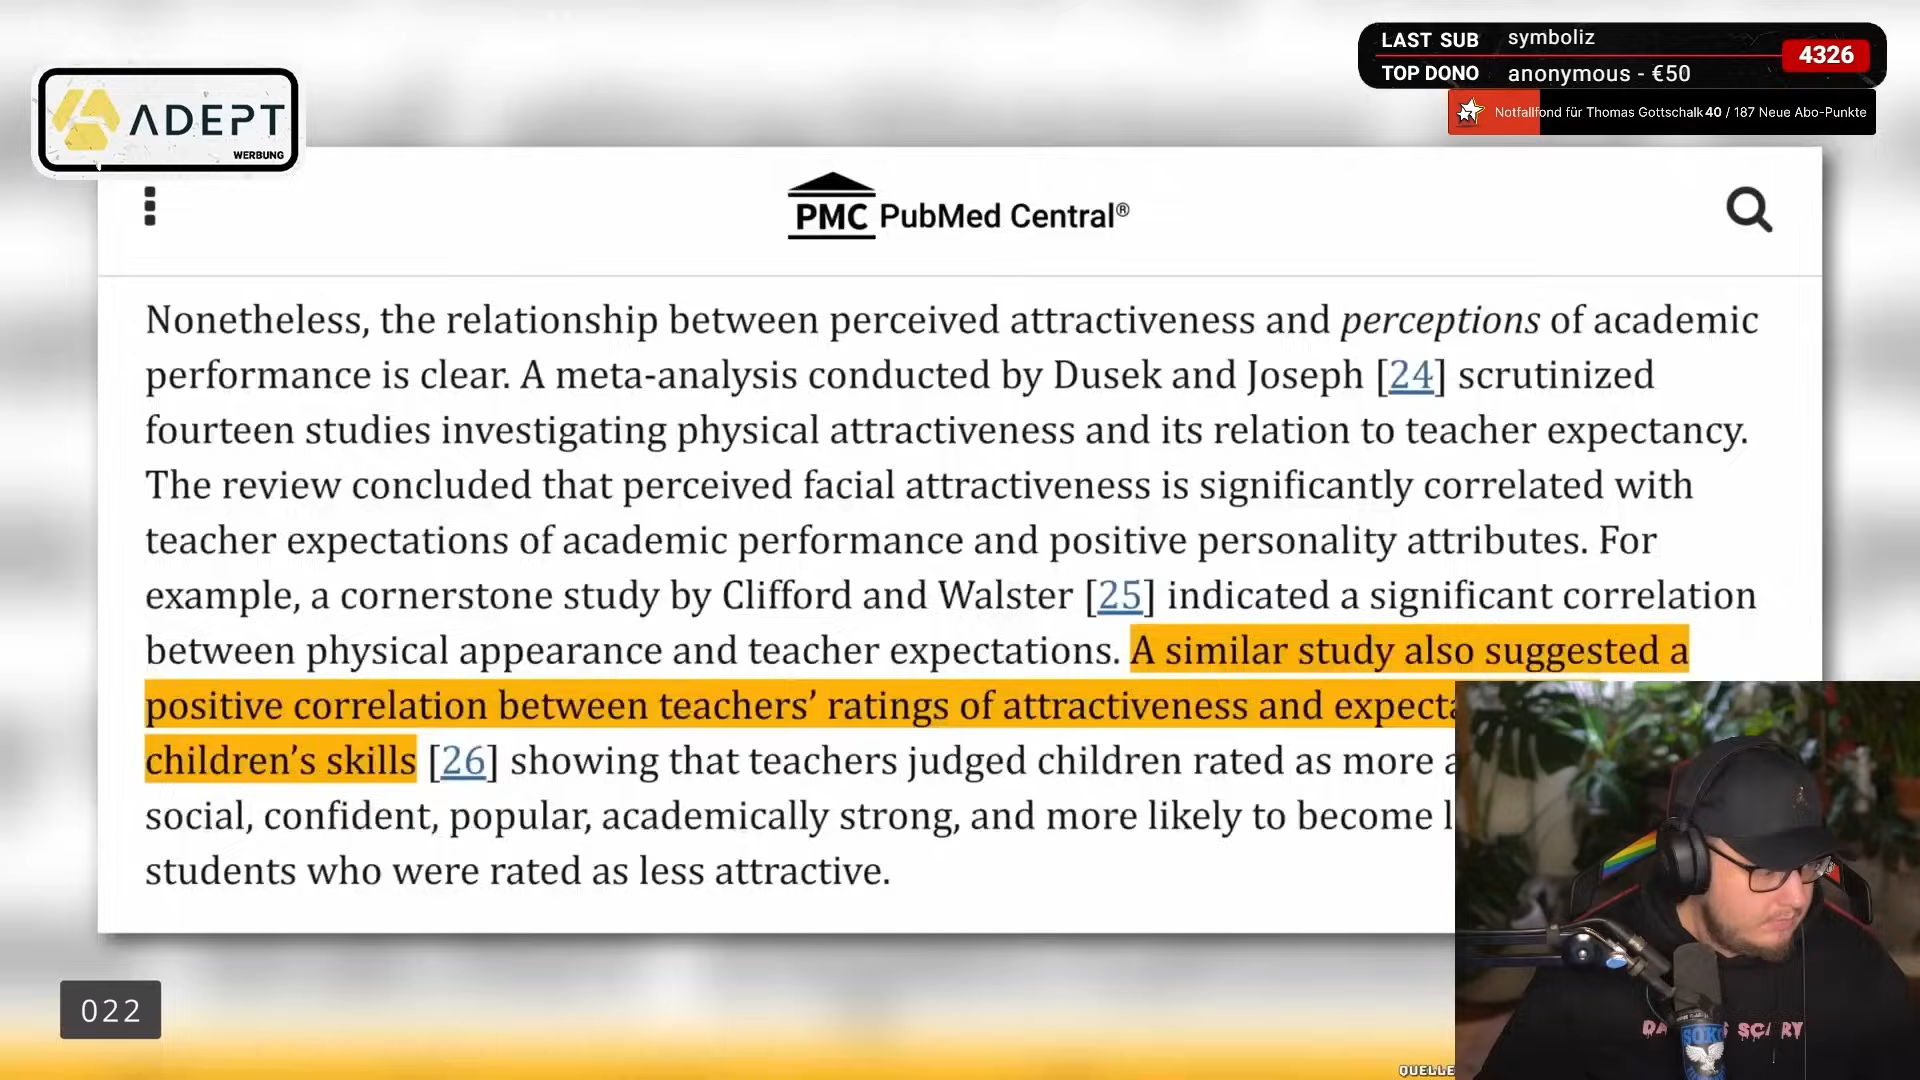 LAST SUB symboliz
TOP DONO anonymous - €50
4326
Notfallfond für Thomas Gottschalk 40 / 187 Neue Abo-Punkte
ADEPT
WERBUNG
PMC PubMed Central®
Nonetheless, the relationship between perceived attractiveness and perceptions of academic
performance is clear. A meta-analysis conducted by Dusek and Joseph [24] scrutinized
fourteen studies investigating physical attractiveness and its relation to teacher expectancy.
The review concluded that perceived facial attractiveness is significantly correlated with
teacher expectations of academic performance and positive personality attributes. For
example, a cornerstone study by Clifford and Walster [25] indicated a significant correlation
between physical appearance and teacher expectations. A similar study also suggested a
positive correlation between teachers’ ratings of attractiveness and
children’s skills [26] showing that teachers judged children rated as more
social, confident, popular, academically strong, and more likely to become
students who were rated as less attractive.
022
QUELLE